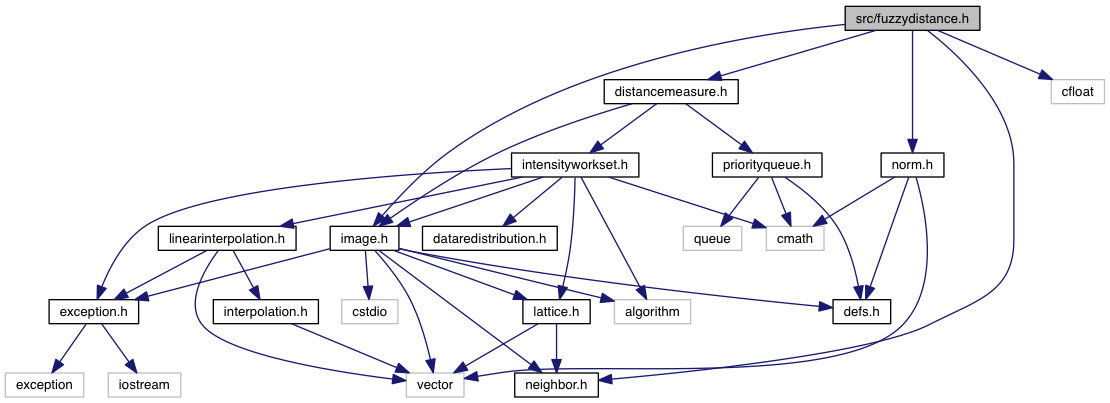 src/fuzzydistance.h
distancemeasure.h
cfloat
intensityworkset.h
priorityqueue.h
norm.h
linearinterpolation.h
image.h
dataredistribution.h
queue
cmath
exception.h
interpolation.h
cstdio
lattice.h
algorithm
defs.h
exception
iostream
vector
neighbor.h